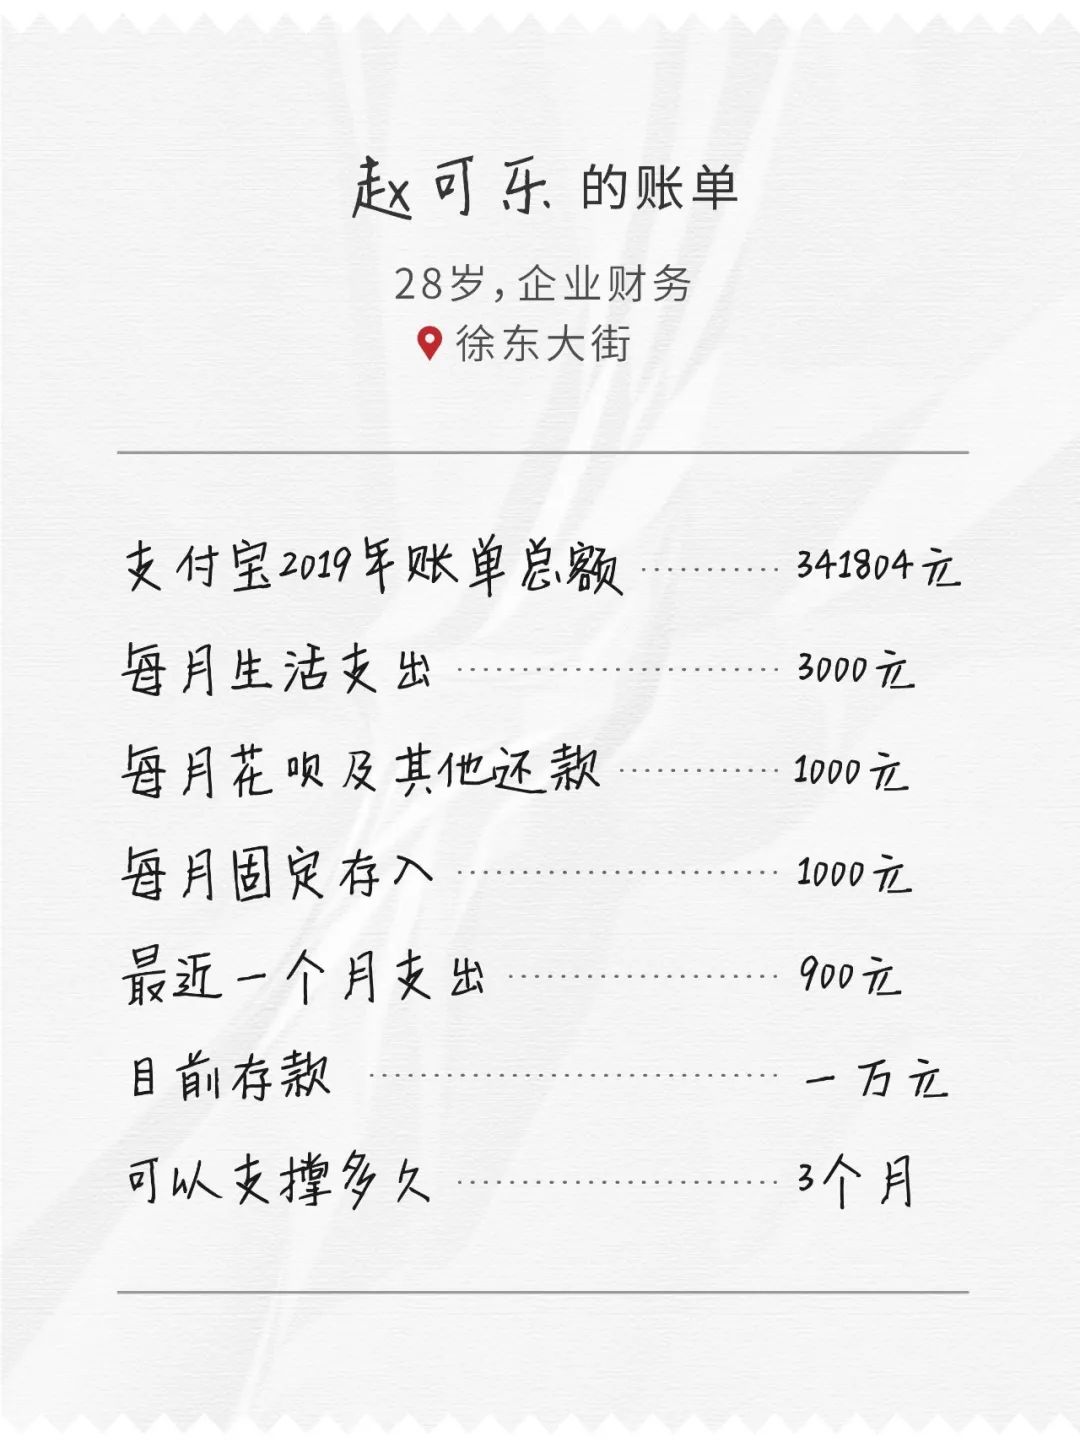 赵可乐的账单
28岁，企业财务
徐东大街
支付宝2019年账单总额 341804元
每月生活支出 3000元
每月花呗及其他还款 1000元
每月固定存入 1000元
最近一个月支出 900元
目前存款 一万元
可以支撑多久 3个月